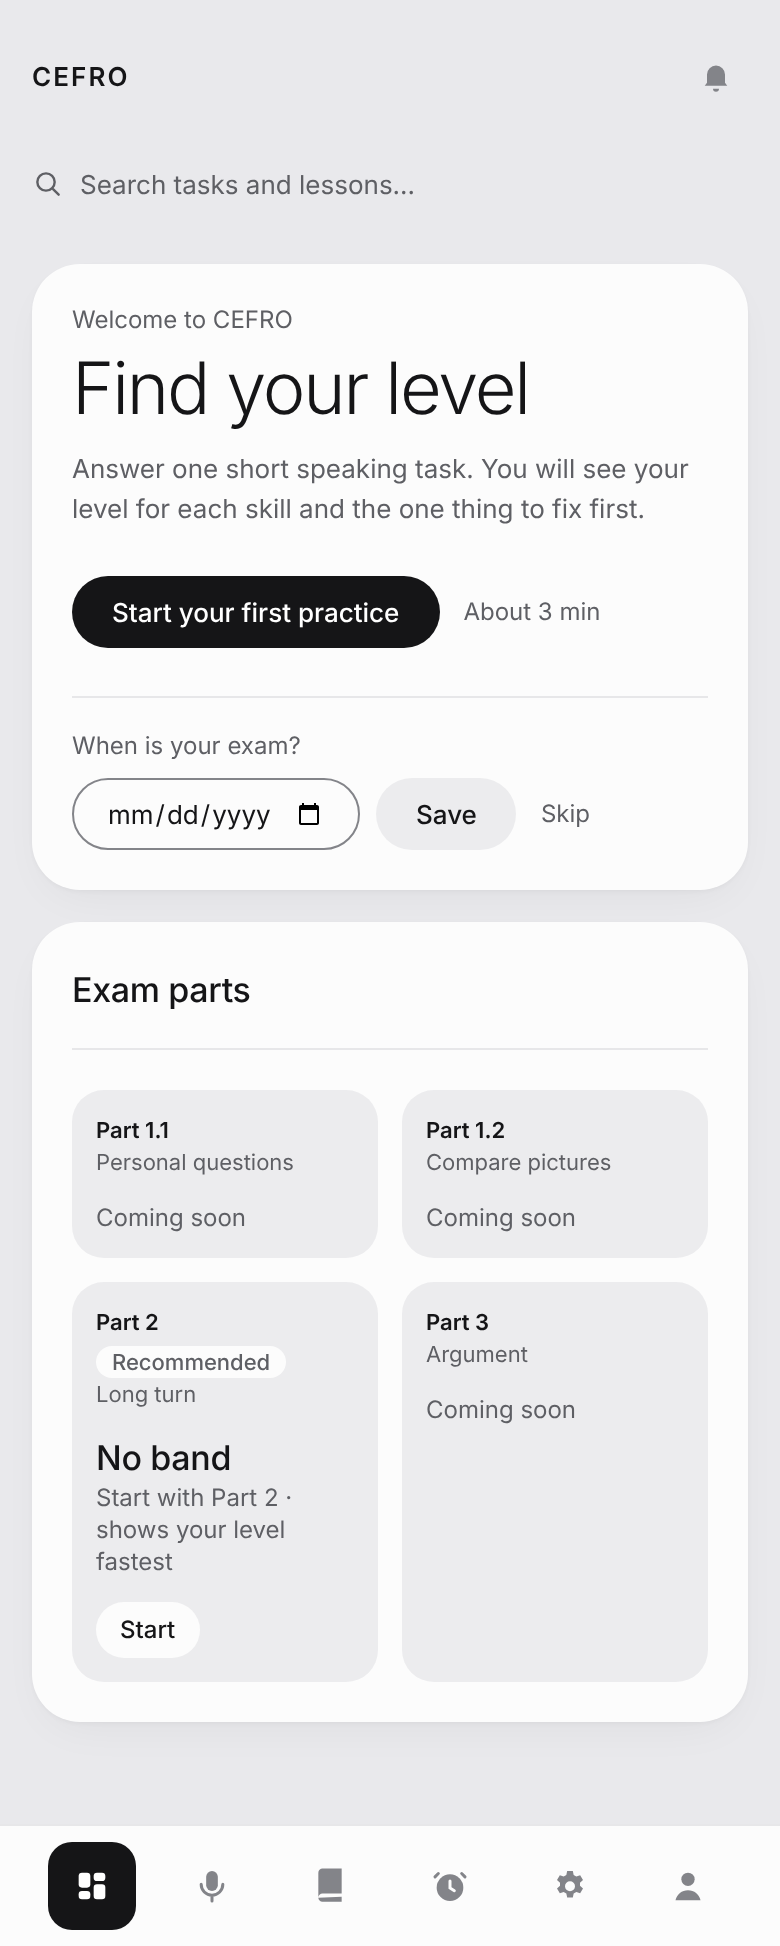 CEFRO
Search tasks and lessons...
Welcome to CEFRO
Find your level
Answer one short speaking task. You will see your
level for each skill and the one thing to fix first.
Start your first practice
About 3 min
When is your exam?
mm/dd/yyyy
Save
Skip
Exam parts
Part 1.1
Personal questions
Coming soon
Part 1.2
Compare pictures
Coming soon
Part 2
Recommended
Long turn
No band
Start with Part 2 ·
shows your level
fastest
Start
Part 3
Argument
Coming soon